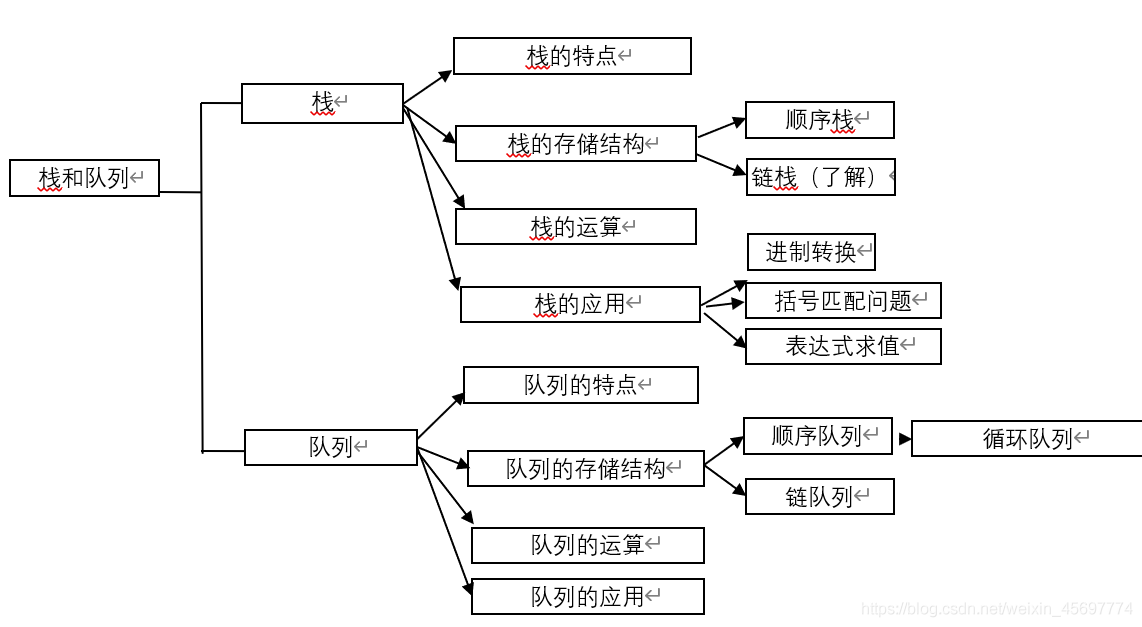 栈和队列
栈
栈的特点
栈的存储结构
顺序栈
链栈（了解）
栈的运算
栈的应用
进制转换
括号匹配问题
表达式求值
队列
队列的特点
队列的存储结构
顺序队列
循环队列
链队列
队列的运算
队列的应用
https://blog.csdn.net/weixin_45697774